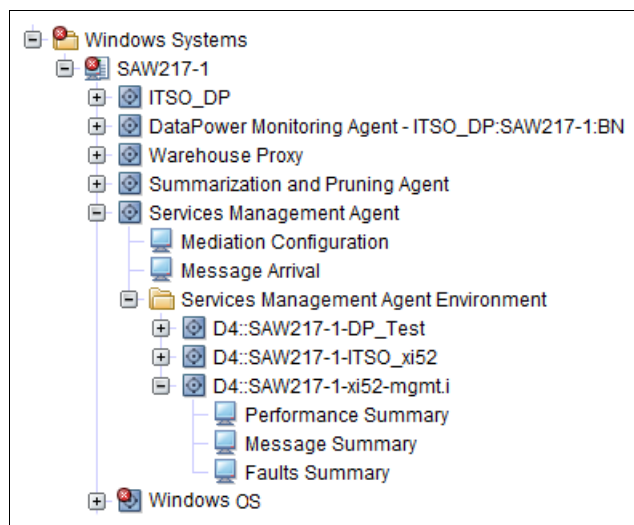 Windows Systems
SAW217-1
ITSO_DP
DataPower Monitoring Agent - ITSO_DP:SAW217-1:BN
Warehouse Proxy
Summarization and Pruning Agent
Services Management Agent
Mediation Configuration
Message Arrival
Services Management Agent Environment
D4::SAW217-1-DP_Test
D4::SAW217-1-ITSO_xi52
D4::SAW217-1-xi52-mgmt.i
Performance Summary
Message Summary
Faults Summary
Windows OS